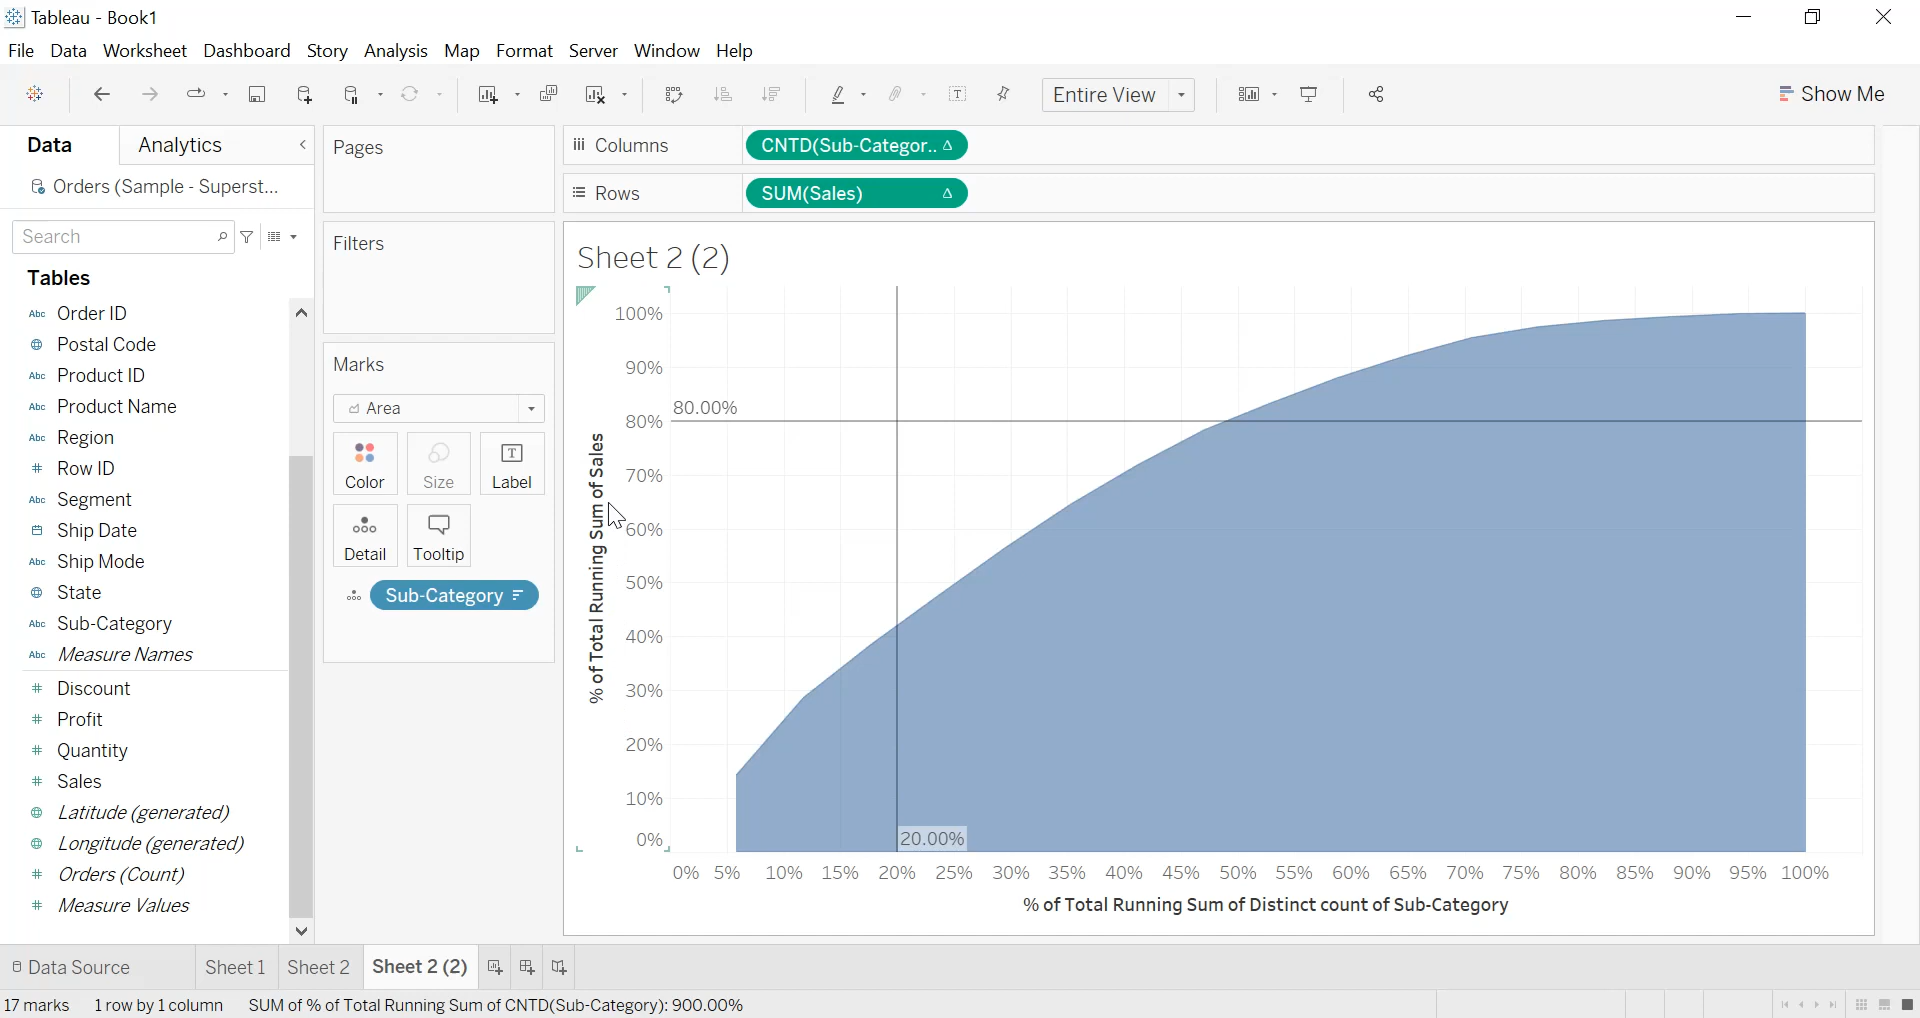 Tableau - Book1
File Data Worksheet Dashboard Story Analysis Map Format Server Window Help
Entire View
Show Me
Data Analytics
Orders (Sample - Superst...
Search
Tables
Abc Order ID
Postal Code
Abc Product ID
Abc Product Name
Abc Region
# Row ID
Abc Segment
Ship Date
Abc Ship Mode
State
Abc Sub-Category
Abc Measure Names
# Discount
# Profit
# Quantity
# Sales
Latitude (generated)
Longitude (generated)
# Orders (Count)
# Measure Values
Pages
Filters
Marks
Area
Color Size Label
Detail Tooltip
Sub-Category
Columns CNTD(Sub-Categor..
Rows SUM(Sales)
Sheet 2 (2)
% of Total Running Sum of Sales
100%
90%
80%
70%
60%
50%
40%
30%
20%
10%
0%
80.00%
20.00%
0% 5% 10% 15% 20% 25% 30% 35% 40% 45% 50% 55% 60% 65% 70% 75% 80% 85% 90% 95% 100%
% of Total Running Sum of Distinct count of Sub-Category
Data Source Sheet 1 Sheet 2 Sheet 2 (2)
17 marks 1 row by 1 column SUM of % of Total Running Sum of CNTD(Sub-Category): 900.00%